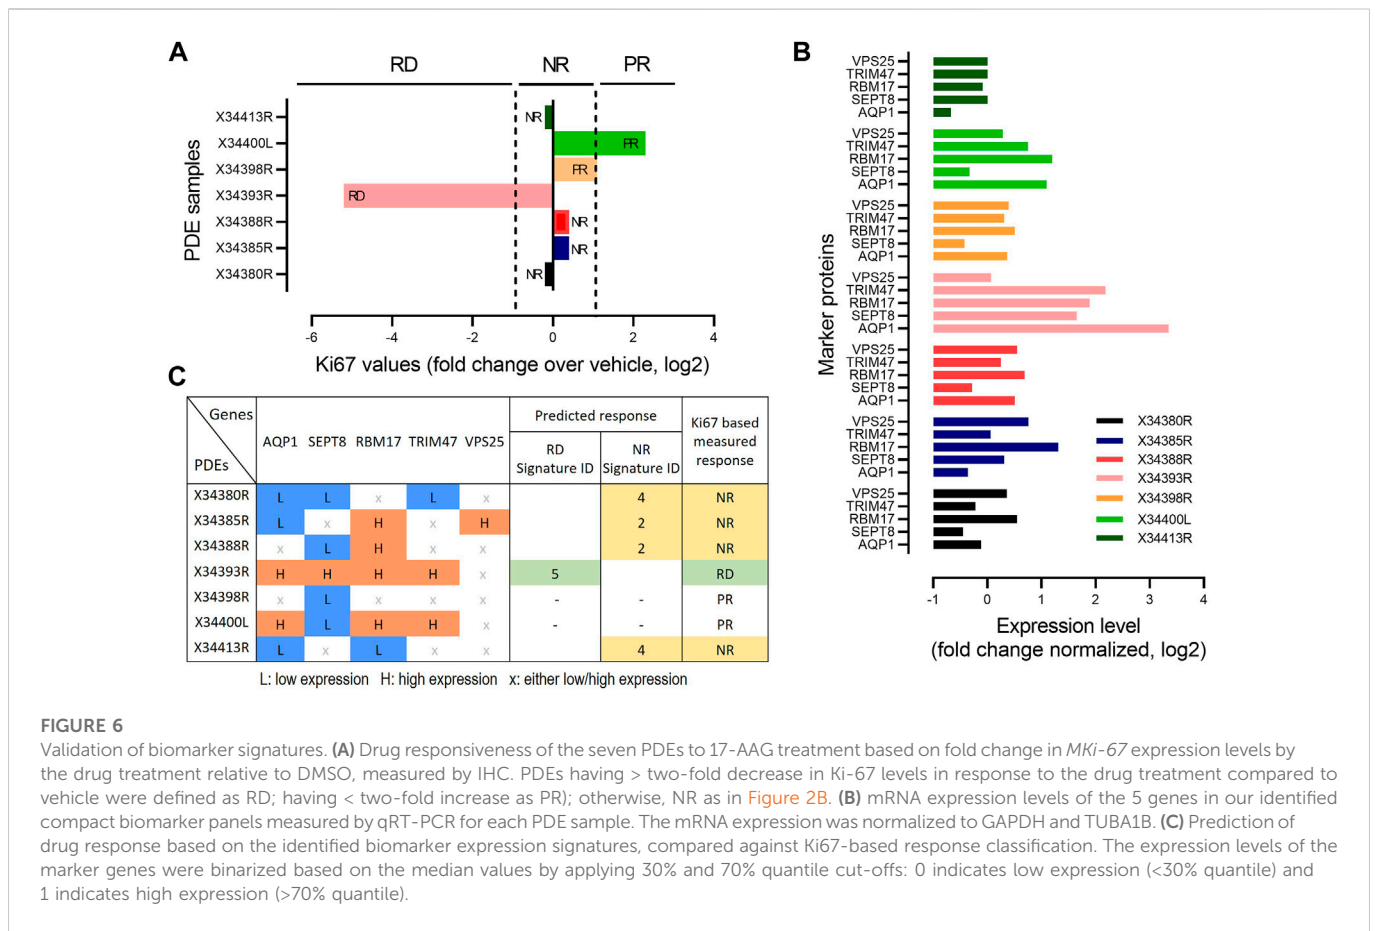 A
RD NR PR
PDE samples
X34413R NR
X34400L PR
X34398R PR
X34393R RD
X34388R NR
X34385R NR
X34380R NR
-6 -4 -2 0 2 4
Ki67 values (fold change over vehicle, log2)
B
Marker proteins
VPS25
TRIM47
RBM17
SEPT8
AQP1
VPS25
TRIM47
RBM17
SEPT8
AQP1
VPS25
TRIM47
RBM17
SEPT8
AQP1
VPS25
TRIM47
RBM17
SEPT8
AQP1
VPS25
TRIM47
RBM17
SEPT8
AQP1
VPS25
TRIM47
RBM17
SEPT8
AQP1
VPS25
TRIM47
RBM17
SEPT8
AQP1
X34380R
X34385R
X34388R
X34393R
X34398R
X34400L
X34413R
-1 0 1 2 3 4
Expression level
(fold change normalized, log2)
C
Genes
PDEs
AQP1 SEPT8 RBM17 TRIM47 VPS25
Predicted response
RD
Signature ID
NR
Signature ID
Ki67 based
measured
response
X34380R L L x L x 4 NR
X34385R L x H x H 2 NR
X34388R x L H x x 2 NR
X34393R H H H H x 5 RD
X34398R x L x x x - - PR
X34400L H L H H x - - PR
X34413R L x L x x 4 NR
L: low expression H: high expression x: either low/high expression
FIGURE 6
Validation of biomarker signatures. (A) Drug responsiveness of the seven PDEs to 17-AAG treatment based on fold change in MKi-67 expression levels by
the drug treatment relative to DMSO, measured by IHC. PDEs having > two-fold decrease in Ki-67 levels in response to the drug treatment compared to
vehicle were defined as RD; having < two-fold increase as PR); otherwise, NR as in Figure 2B. (B) mRNA expression levels of the 5 genes in our identified
compact biomarker panels measured by qRT-PCR for each PDE sample. The mRNA expression was normalized to GAPDH and TUBA1B. (C) Prediction of
drug response based on the identified biomarker expression signatures, compared against Ki67-based response classification. The expression levels of the
marker genes were binarized based on the median values by applying 30% and 70% quantile cut-offs: 0 indicates low expression (<30% quantile) and
1 indicates high expression (>70% quantile).